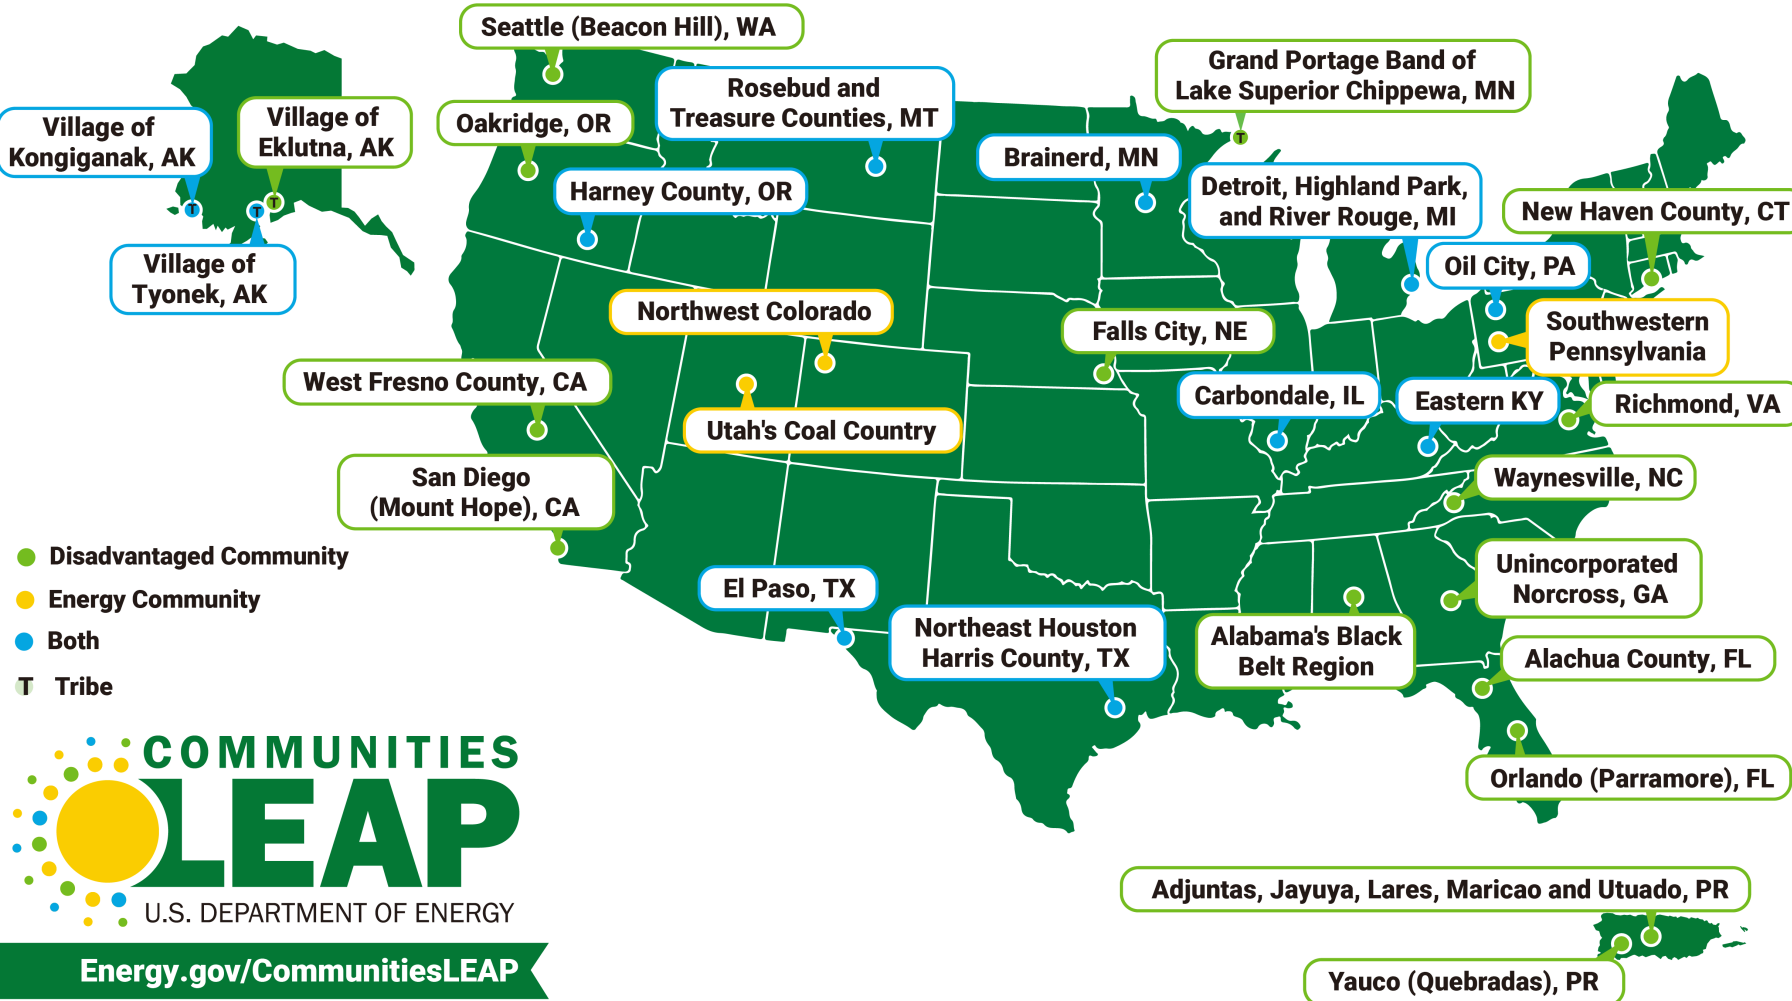 Seattle (Beacon Hill), WA
Grand Portage Band of
Lake Superior Chippewa, MN
Rosebud and
Treasure Counties, MT
Village of
Kongiganak, AK
Village of
Eklutna, AK
Oakridge, OR
Brainerd, MN
Harney County, OR
Detroit, Highland Park,
and River Rouge, MI
New Haven County, CT
T
T
T
T
Village of
Tyonek, AK
Oil City, PA
Northwest Colorado
Falls City, NE
Southwestern
Pennsylvania
West Fresno County, CA
Carbondale, IL
Eastern KY
Richmond, VA
Utah's Coal Country
San Diego
(Mount Hope), CA
Waynesville, NC
Disadvantaged Community
Energy Community
Both
T Tribe
El Paso, TX
Unincorporated
Norcross, GA
Northeast Houston
Harris County, TX
Alabama's Black
Belt Region
Alachua County, FL
Orlando (Parramore), FL
COMMUNITIES
LEAP
U.S. DEPARTMENT OF ENERGY
Energy.gov/CommunitiesLEAP
Adjuntas, Jayuya, Lares, Maricao and Utuado, PR
Yauco (Quebradas), PR